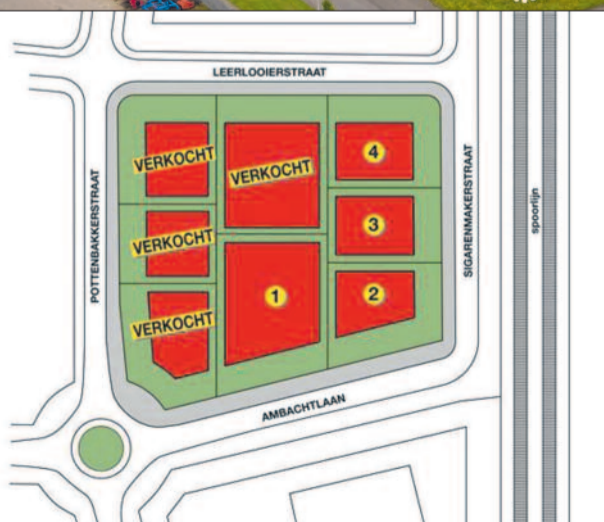 LEERLOOIERSTRAAT
VERKOCHT
VERKOCHT
4
POTTENBAKKERSTRAAT
SIGARENMAKERSTRAAT
spoorlijn
VERKOCHT
3
1
2
VERKOCHT
AMBACHTLAAN